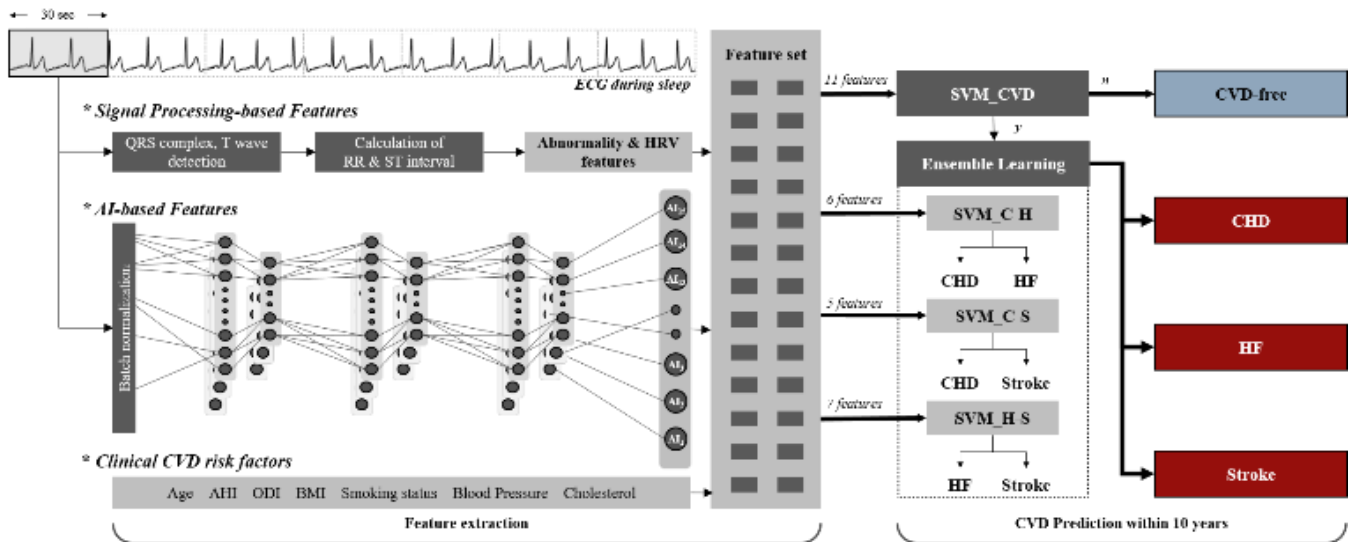 30 sec
ECG during sleep
* Signal Processing-based Features
QRS complex, T wave
detection
Calculation of
RR & ST interval
Abnormality & HRV
features
* AI-based Features
Batch normalization
* Clinical CVD risk factors
Age AHI ODI BMI Smoking status Blood Pressure Cholesterol
Feature extraction
Feature set
11 features
6 features
5 features
7 features
SVM_CVD
n
y
CVD-free
Ensemble Learning
SVM_C H
CHD HF
SVM_C S
CHD Stroke
SVM_H S
HF Stroke
CHD
HF
Stroke
CVD Prediction within 10 years